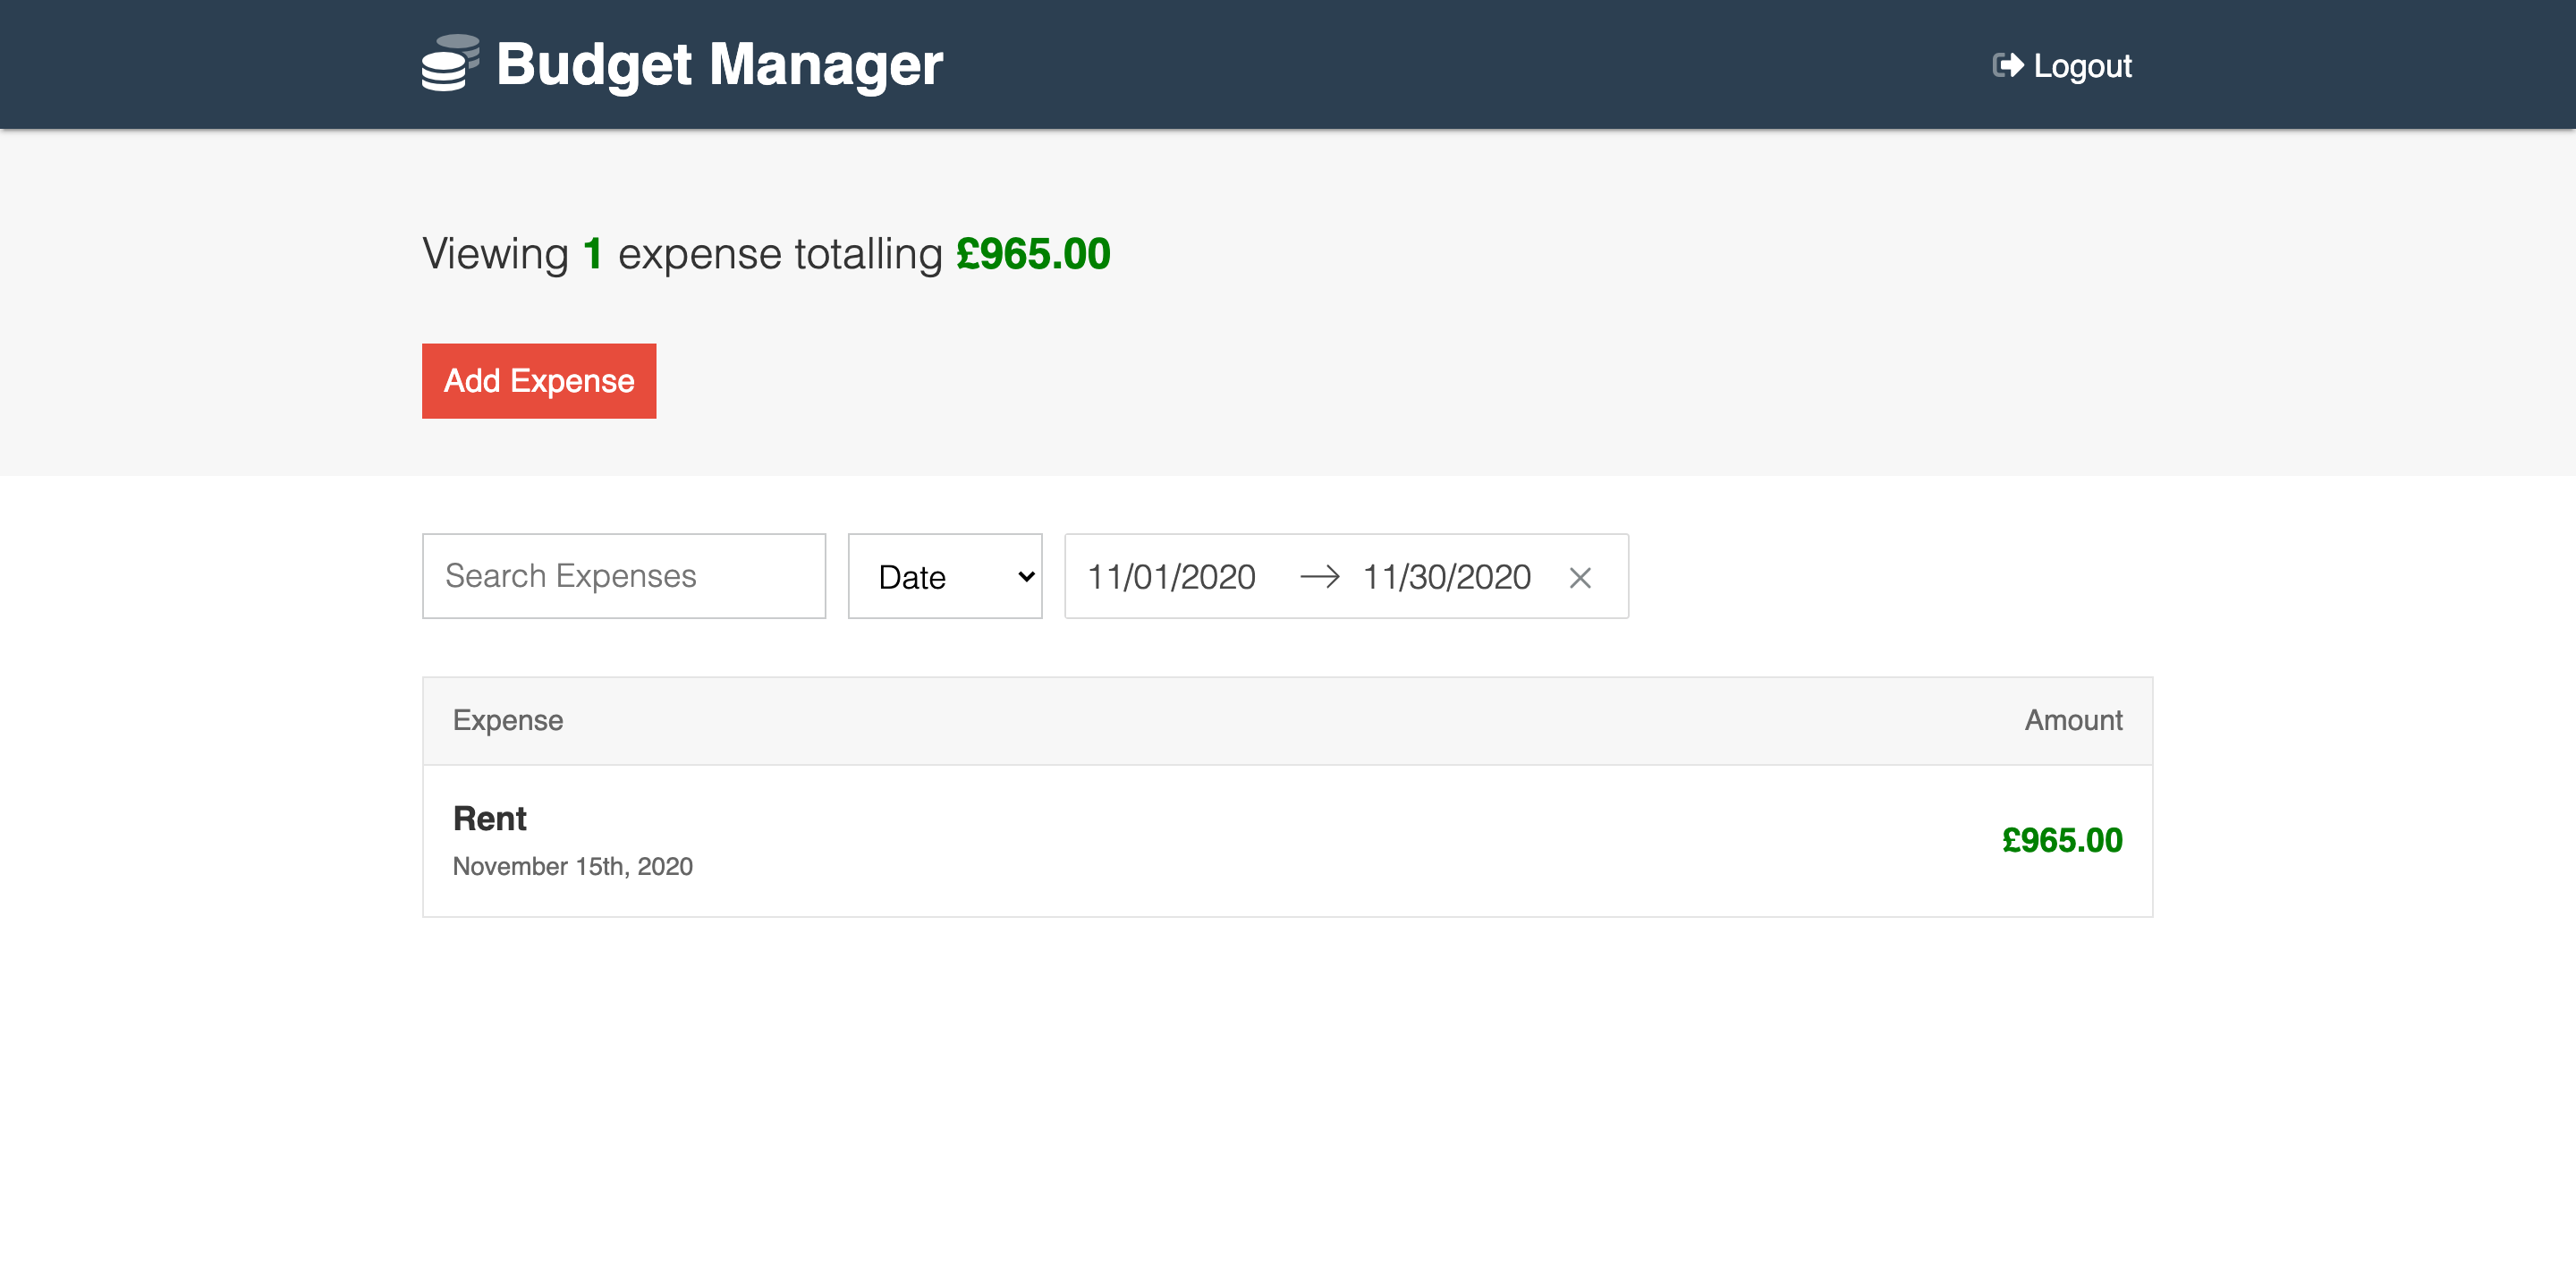 Budget Manager
Logout
Viewing 1 expense totalling £965.00
Add Expense
Search Expenses
Date
11/01/2020
11/30/2020
Expense
Amount
Rent
November 15th, 2020
£965.00